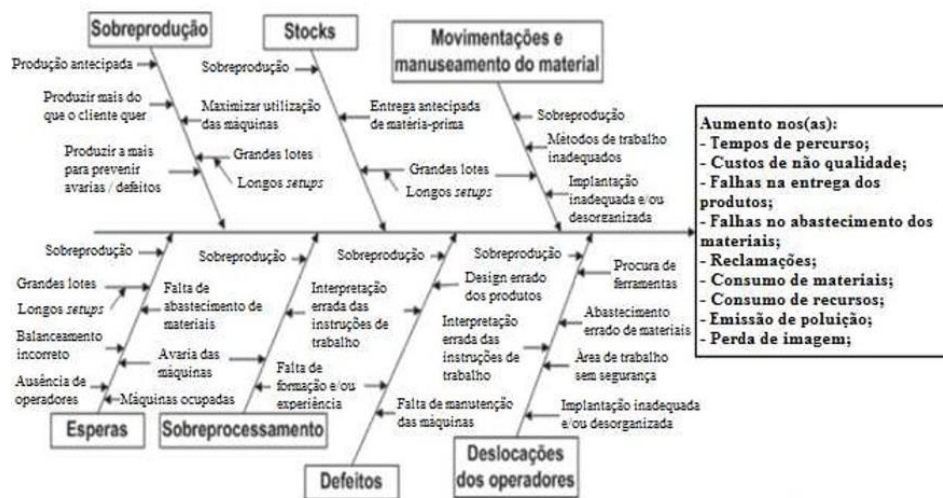 Sobreprodução
Stocks
Movimentações e
manuseamento do material
Produção antecipada
Produzir mais do
que o cliente quer
Maximizar utilização
das máquinas
Produzir a mais
para prevenir
avarias / defeitos
Grandes lotes
Longos setups
Sobreprodução
Entrega antecipada
de matéria-prima
Grandes lotes
Longos setups
Sobreprodução
Métodos de trabalho
inadequados
Implantação
inadequada e/ou
desorganizada
Aumento nos(as):
- Tempos de percurso;
- Custos de não qualidade;
- Falhas na entrega dos
produtos;
- Falhas no abastecimento dos
materiais;
- Reclamações;
- Consumo de materiais;
- Consumo de recursos;
- Emissão de poluição;
- Perda de imagem;
Sobreprodução
Grandes lotes
Longos setups
Falta de
abastecimento de
materiais
Balanceamento
incorreto
Avaria das
máquinas
Ausência de
operadores
Máquinas ocupadas
Esperas
Sobreprodução
Interpretação
errada das
instruções de
trabalho
Falta de
formação e/ou
experiência
Sobreprocessamento
Sobreprodução
Design errado
dos produtos
Falta de manutenção
das máquinas
Defeitos
Sobreprodução
Procura de
ferramentas
Interpretação
errada das
instruções de
trabalho
Abastecimento
errado de materiais
Área de trabalho
sem segurança
Implantação inadequada
e/ou desorganizada
Deslocações
dos operadores